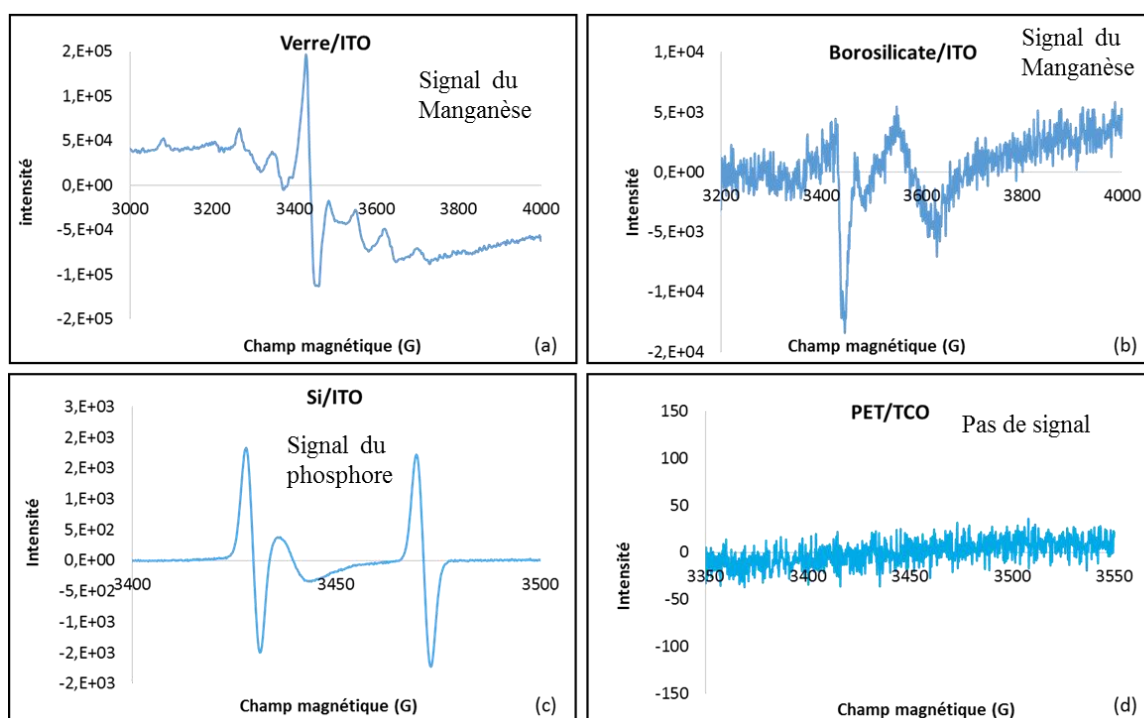 Verre/ITO
Signal du
Manganèse
intensité
2,E+05
1,E+05
1,E+05
5,E+04
0,E+00
-5,E+04
-1,E+05
-2,E+05
-2,E+05
3000 3200 3400 3600 3800 4000
Champ magnétique (G)
(a)
Borosilicate/ITO
Signal du
Manganèse
Intensité
1,E+04
5,E+03
0,E+00
-5,E+03
-1,E+04
-2,E+04
3200 3400 3600 3800 4000
Champ magnétique (G)
(b)
Si/ITO
Signal du
phosphore
Intensité
3,E+03
2,E+03
2,E+03
1,E+03
5,E+02
0,E+00
-5,E+02
-1,E+03
-2,E+03
-2,E+03
-3,E+03
3400 3450 3500
Champ magnétique (G)
(c)
PET/TCO
Pas de signal
Intensité
150
100
50
0
-50
-100
-150
3350 3400 3450 3500 3550
Champ magnétique (G)
(d)